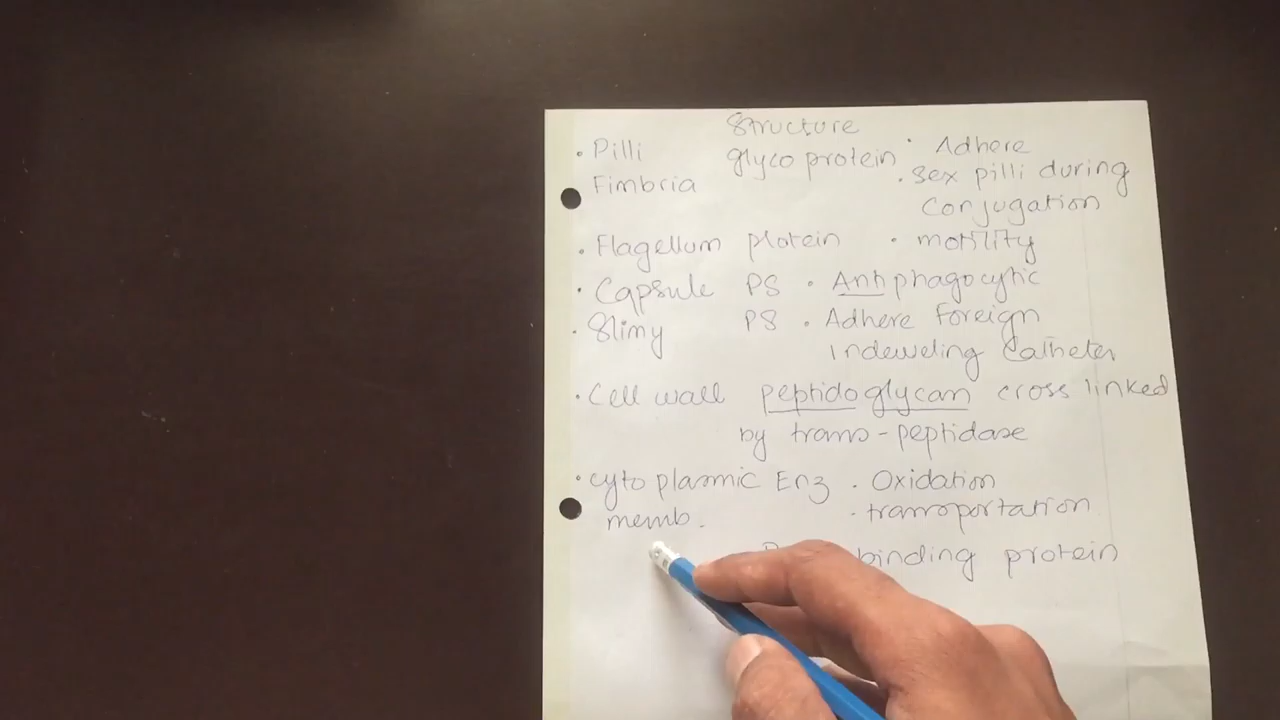 Structure
• Pilli glyco protein • Adhere
Fimbria • sex pilli during
Conjugation
• Flagellum protein • motility
• Capsule PS • Antiphagocytic
• Slimy PS • Adhere Foreign
Indeweling Catheter
• Cell wall peptidoglycan cross linked
by trans-peptidase
• Cyto plasmic Enz • Oxidation
memb. • transportation
binding protein